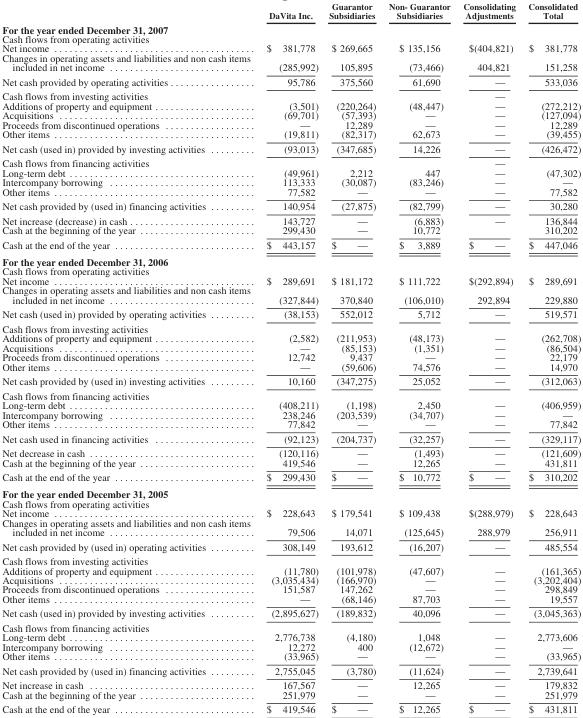 DaVita Inc. Guarantor Subsidiaries Non- Guarantor Subsidiaries Consolidating Adjustments Consolidated Total
For the year ended December 31, 2007
Cash flows from operating activities
Net income $ 381,778 $ 269,665 $ 135,156 $(404,821) $ 381,778
Changes in operating assets and liabilities and non cash items
included in net income (285,992) 105,895 (73,466) 404,821 151,258
Net cash provided by operating activities 95,786 375,560 61,690 — 533,036
Cash flows from investing activities —
Additions of property and equipment (3,501) (220,264) (48,447) — (272,212)
Acquisitions (69,701) (57,393) — — (127,094)
Proceeds from discontinued operations — 12,289 — — 12,289
Other items (19,811) (82,317) 62,673 — (39,455)
Net cash (used in) provided by investing activities (93,013) (347,685) 14,226 — (426,472)
Cash flows from financing activities —
Long-term debt (49,961) 2,212 447 — (47,302)
Intercompany borrowing 113,333 (30,087) (83,246) — —
Other items 77,582 — — — 77,582
Net cash provided by (used in) financing activities 140,954 (27,875) (82,799) — 30,280
Net increase (decrease) in cash 143,727 — (6,883) — 136,844
Cash at the beginning of the year 299,430 — 10,772 — 310,202
Cash at the end of the year $ 443,157 $ — $ 3,889 $ — $ 447,046
For the year ended December 31, 2006
Cash flows from operating activities
Net income $ 289,691 $ 181,172 $ 111,722 $(292,894) $ 289,691
Changes in operating assets and liabilities and non cash items
included in net income (327,844) 370,840 (106,010) 292,894 229,880
Net cash (used in) provided by operating activities (38,153) 552,012 5,712 — 519,571
Cash flows from investing activities
Additions of property and equipment (2,582) (211,953) (48,173) — (262,708)
Acquisitions — (85,153) (1,351) — (86,504)
Proceeds from discontinued operations 12,742 9,437 — — 22,179
Other items — (59,606) 74,576 — 14,970
Net cash provided by (used in) investing activities 10,160 (347,275) 25,052 — (312,063)
Cash flows from financing activities
Long-term debt (408,211) (1,198) 2,450 — (406,959)
Intercompany borrowing 238,246 (203,539) (34,707) — —
Other items 77,842 — — — 77,842
Net cash used in financing activities (92,123) (204,737) (32,257) — (329,117)
Net decrease in cash (120,116) — (1,493) — (121,609)
Cash at the beginning of the year 419,546 — 12,265 — 431,811
Cash at the end of the year $ 299,430 $ — $ 10,772 $ — $ 310,202
For the year ended December 31, 2005
Cash flows from operating activities
Net income $ 228,643 $ 179,541 $ 109,438 $(288,979) $ 228,643
Changes in operating assets and liabilities and non cash items
included in net income 79,506 14,071 (125,645) 288,979 256,911
Net cash provided by (used in) operating activities 308,149 193,612 (16,207) — 485,554
Cash flows from investing activities
Additions of property and equipment (11,780) (101,978) (47,607) — (161,365)
Acquisitions (3,035,434) (166,970) — — (3,202,404)
Proceeds from discontinued operations 151,587 147,262 — — 298,849
Other items — (68,146) 87,703 — 19,557
Net cash (used in) provided by investing activities (2,895,627) (189,832) 40,096 — (3,045,363)
Cash flows from financing activities
Long-term debt 2,776,738 (4,180) 1,048 — 2,773,606
Intercompany borrowing 12,272 400 (12,672) — —
Other items (33,965) — — — (33,965)
Net cash provided by (used in) financing activities 2,755,045 (3,780) (11,624) — 2,739,641
Net increase in cash 167,567 — 12,265 — 179,832
Cash at the beginning of the year 251,979 — — — 251,979
Cash at the end of the year $ 419,546 $ — $ 12,265 $ — $ 431,811